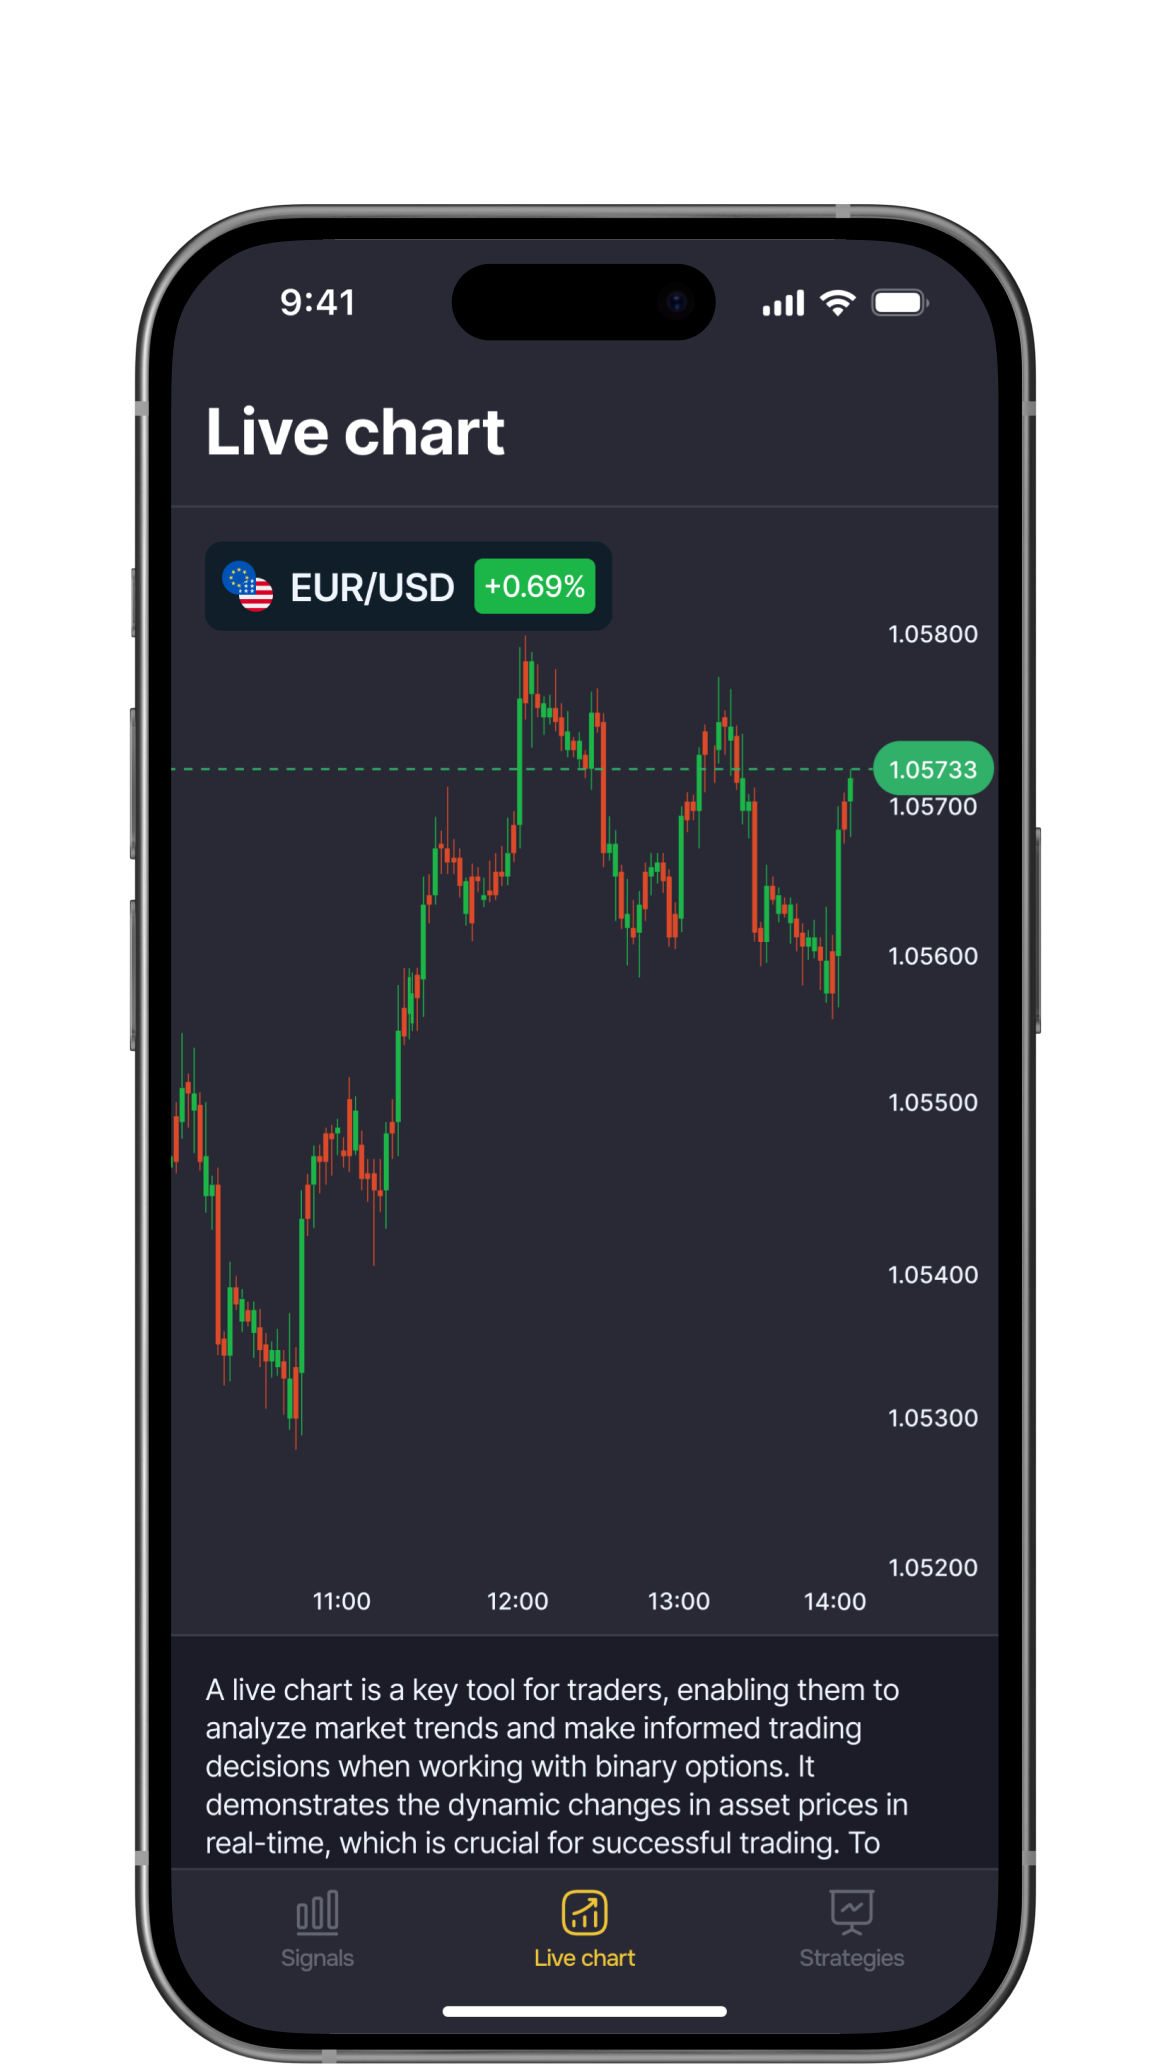 9:41
Live chart
EUR/USD +0.69%
1.05800
1.05733
1.05700
1.05600
1.05500
1.05400
1.05300
1.05200
11:00 12:00 13:00 14:00
A live chart is a key tool for traders, enabling them to
analyze market trends and make informed trading
decisions when working with binary options. It
demonstrates the dynamic changes in asset prices in
real-time, which is crucial for successful trading. To
Signals Live chart Strategies